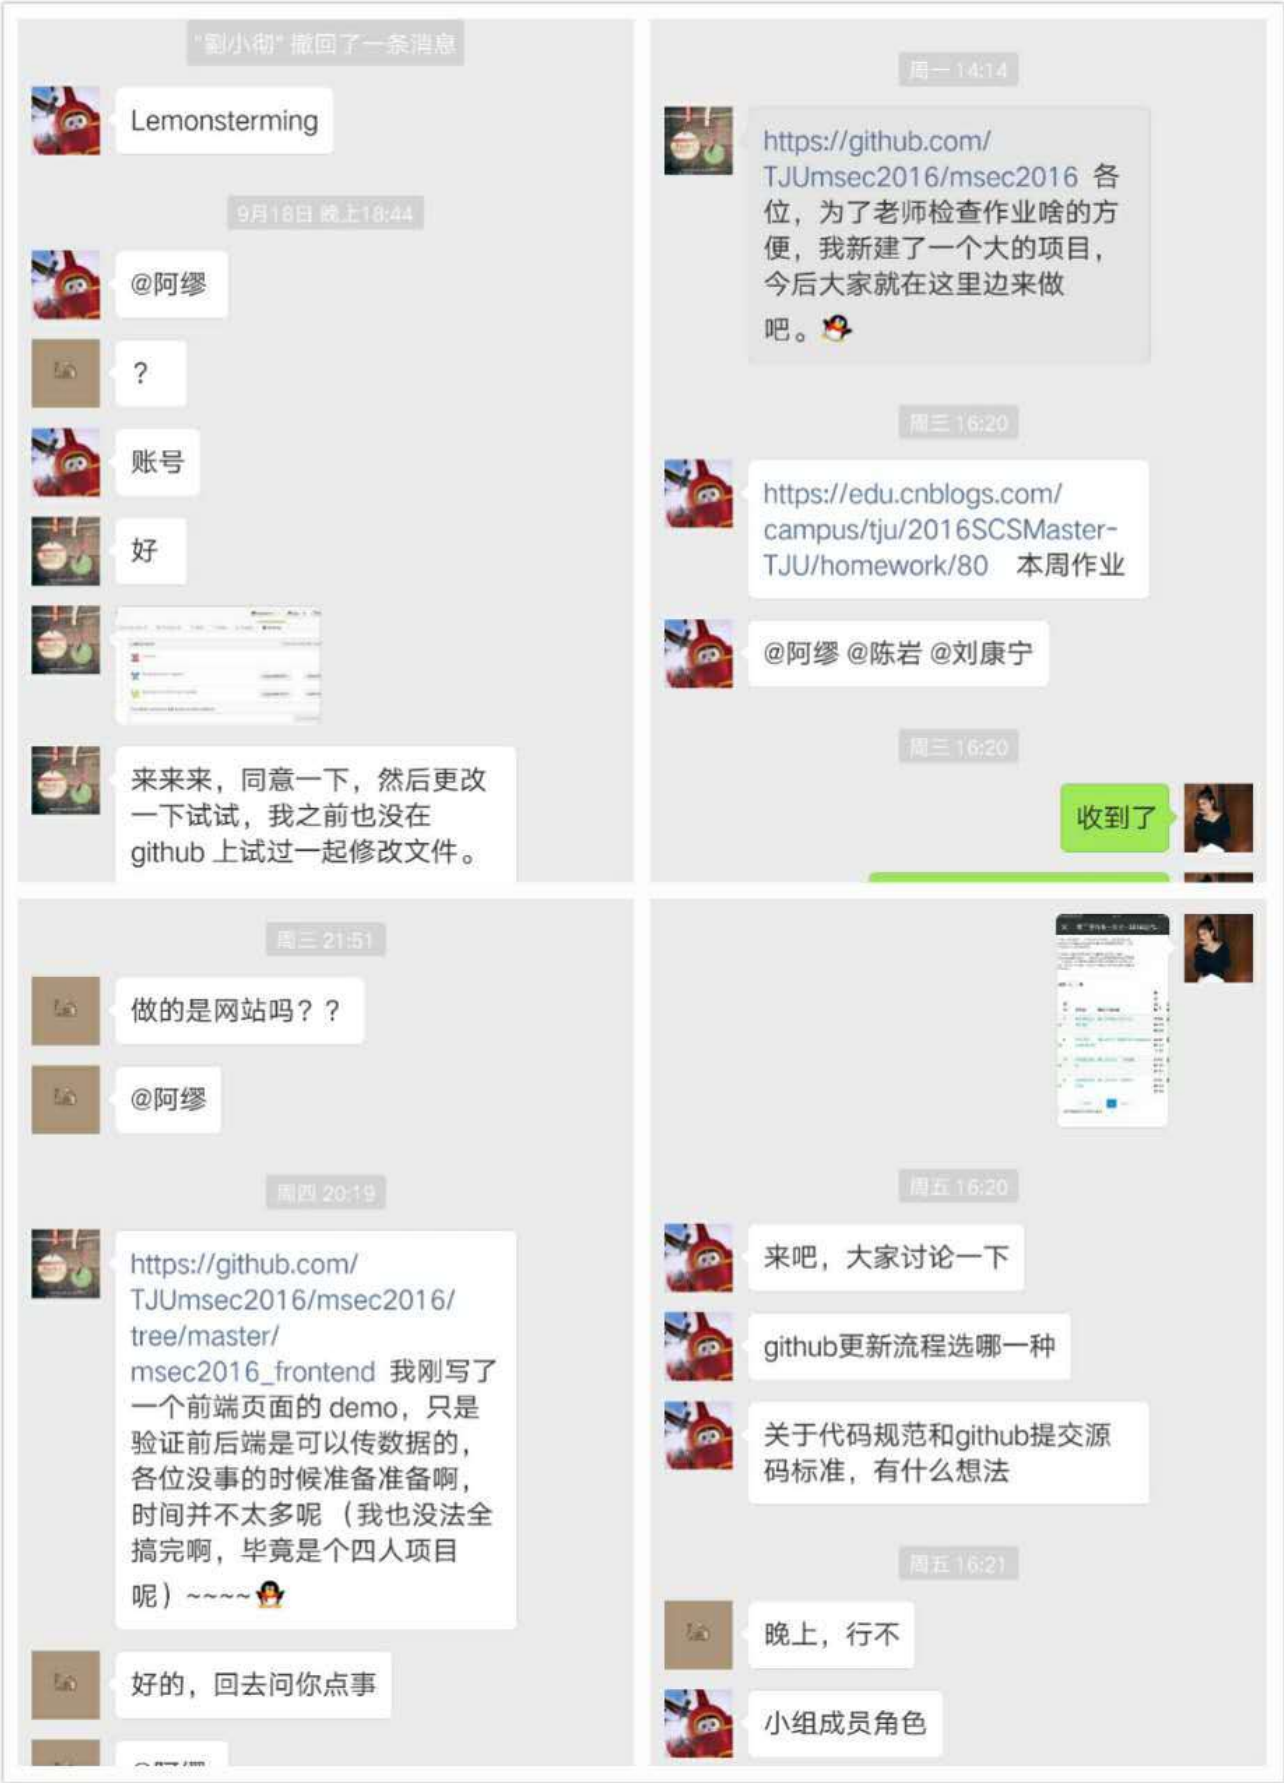 "劉小彻" 撤回了一条消息
Lemonsterming
9月18日 晚上18:44
@阿缪
?
账号
好
来来来，同意一下，然后更改
一下试试，我之前也没在
github 上试过一起修改文件。
周一 14:14
https://github.com/
TJUmsec2016/msec2016 各
位，为了老师检查作业啥的方
便，我新建了一个大的项目，
今后大家就在这里边来做
吧。
周三 16:20
https://edu.cnblogs.com/
campus/tju/2016SCSMaster-
TJU/homework/80 本周作业
@阿缪 @陈岩 @刘康宁
周三 16:20
收到了
周三 21:51
做的是网站吗？？
@阿缪
周四 20:19
https://github.com/
TJUmsec2016/msec2016/
tree/master/
msec2016_frontend 我刚写了
一个前端页面的 demo，只是
验证前后端是可以传数据的，
各位没事的时候准备准备啊，
时间并不太多呢 （我也没法全
搞完啊，毕竟是个四人项目
呢）~~~~
好的，回去问你点事
周五 16:20
来吧，大家讨论一下
github更新流程选哪一种
关于代码规范和github提交源
码标准，有什么想法
周五 16:21
晚上，行不
小组成员角色